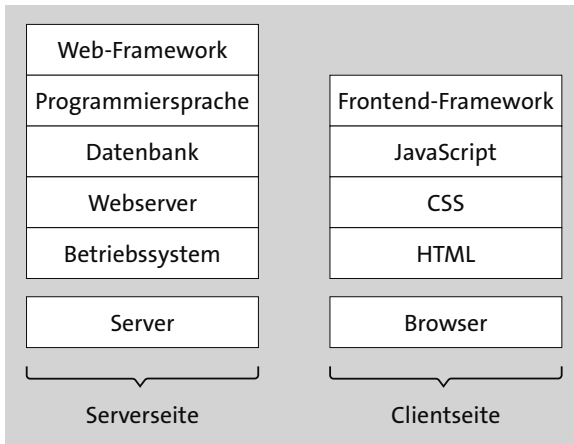 Web-Framework
Programmiersprache
Datenbank
Webserver
Betriebssystem
Server
Serverseite
Frontend-Framework
JavaScript
CSS
HTML
Browser
Clientseite